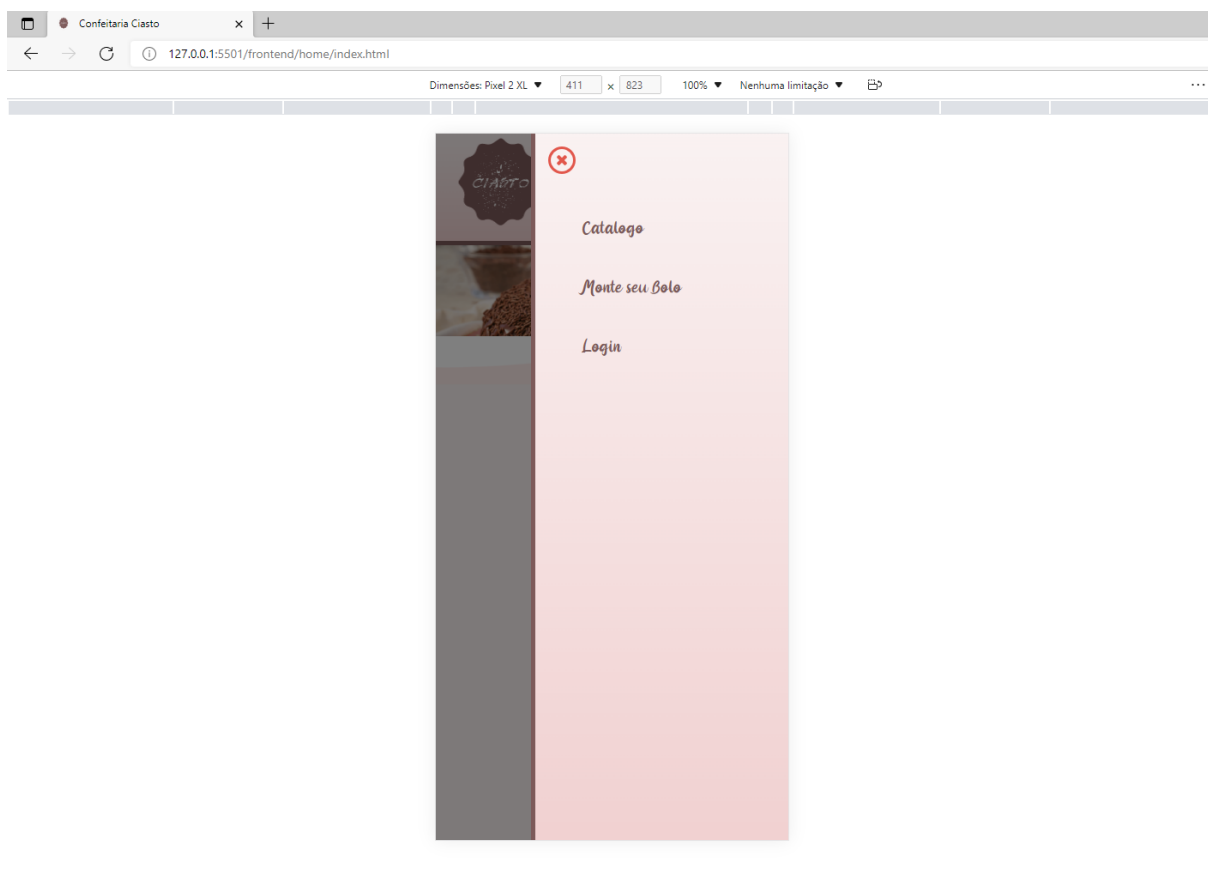 Confeitaria Ciasto
127.0.0.1:5501/frontend/home/index.html
Dimensões: Pixel 2 XL ▼ 411 x 823 100% ▼ Nenhuma limitação ▼
CIASTO
Catalogo
Monte seu Bolo
Login